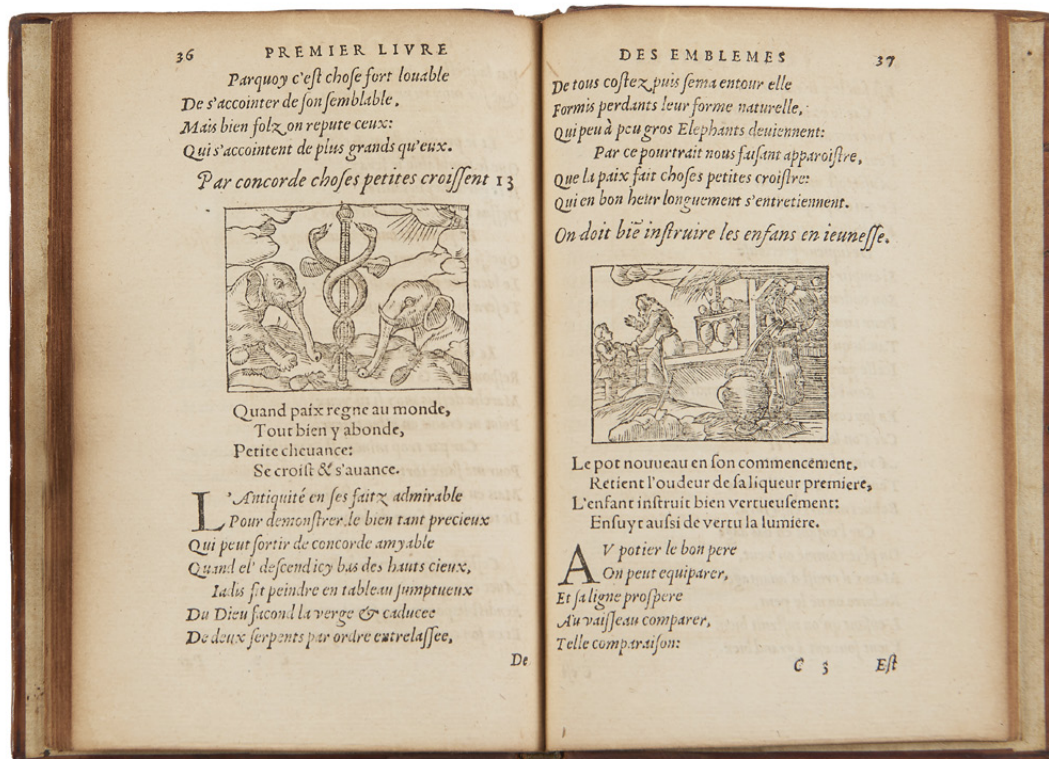 36 PREMIER LIVRE
Parquoy c'est chose fort louable
De s'accointer de son semblable,
Mais bien folz on repute ceux:
Qui s'accointent de plus grands qu'eux.
Par concorde choses petites croissent 13
Quand paix regne au monde,
Tout bien y abonde,
Petite cheuance:
Se croist & s'auance.
L'Antiquité en ses faitz admirable
Pour demonstrer le bien tant precieux
Qui peut sortir de concorde amyable
Quand el' descend icy bas des hauts cieux,
Iadis fit peindre en tableau sumptueux
Du Dieu facond la verge & caducee
De deux serpents par ordre entrelassee,
De
DES EMBLEMES 37
De tous costez puis sema entour elle
Formis perdants leur forme naturelle,
Qui peu à peu gros Elephants deuiennent:
Par ce pourtrait nous faisant apparoistre,
Que la paix fait choses petites croistre:
Qui en bon heur longuement s'entretiennent.
On doit biē instruire les enfans en ieunesse.
Le pot nouueau en son commencement,
Retient l'oudeur de sa liqueur premiere,
L'enfant instruit bien vertueusement:
Ensuyt aussi de vertu la lumière.
AV potier le bon pere
On peut equiparer,
Et sa ligne prospere
Au vaisseau comparer,
Telle comparaison:
C 3 Est